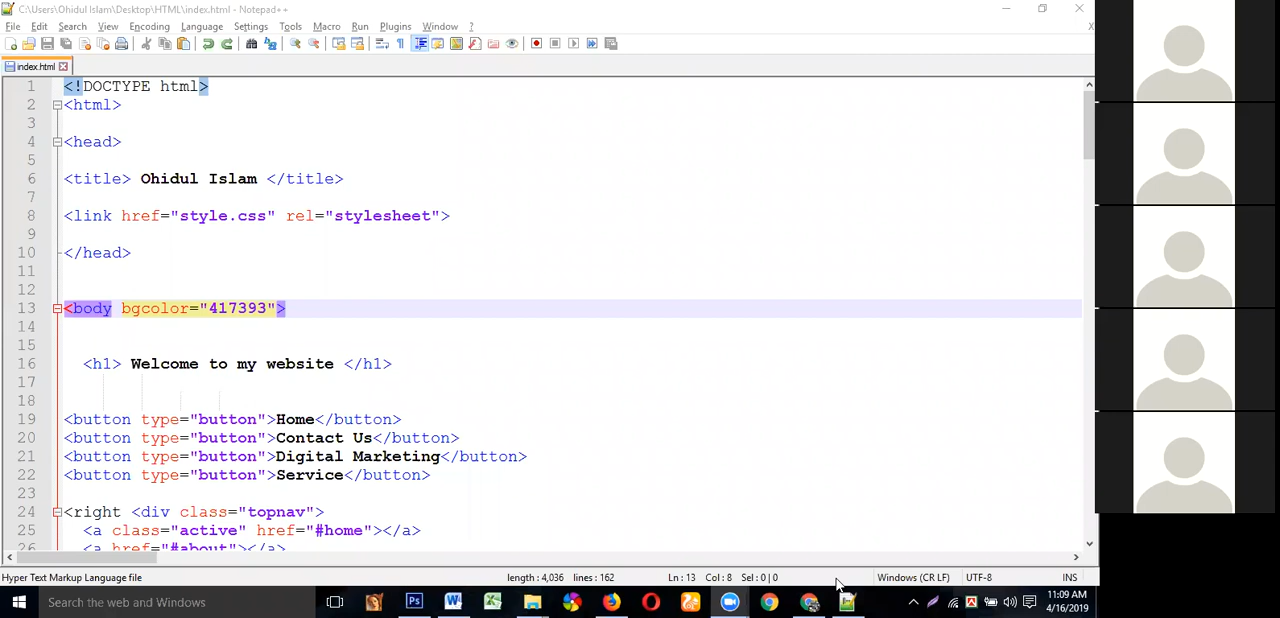 C:\Users\Ohidul Islam\Desktop\HTML\index.html - Notepad++
File Edit Search View Encoding Language Settings Tools Macro Run Plugins Window ? X
index.html
1 <!DOCTYPE html>
2 <html>
3
4 <head>
5
6 <title> Ohidul Islam </title>
7
8 <link href="style.css" rel="stylesheet">
9
10 </head>
11
12
13 <body bgcolor="417393">
14
15
16 <h1> Welcome to my website </h1>
17
18
19 <button type="button">Home</button>
20 <button type="button">Contact Us</button>
21 <button type="button">Digital Marketing</button>
22 <button type="button">Service</button>
23
24 <right <div class="topnav">
25 <a class="active" href="#home"></a>
26 <a href="#about"></a>
Hyper Text Markup Language file length : 4,036 lines : 162 Ln : 13 Col : 8 Sel : 0 | 0 Windows (CR LF) UTF-8 INS
Search the web and Windows
11:09 AM
4/16/2019